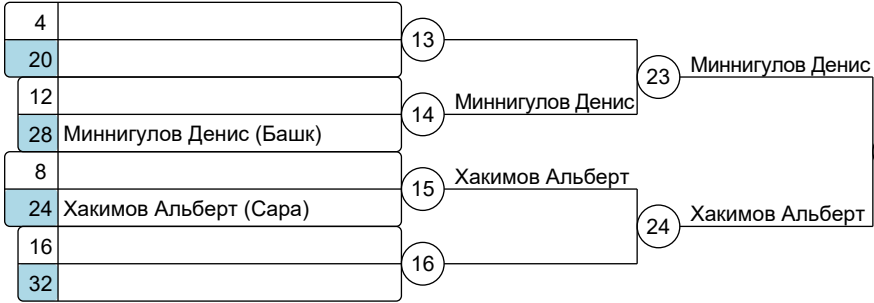 4
13
20
23 Миннигулов Денис
12
14 Миннигулов Денис
28 Миннигулов Денис (Башк)
8
15 Хакимов Альберт
24 Хакимов Альберт (Сара)
24 Хакимов Альберт
16
16
32